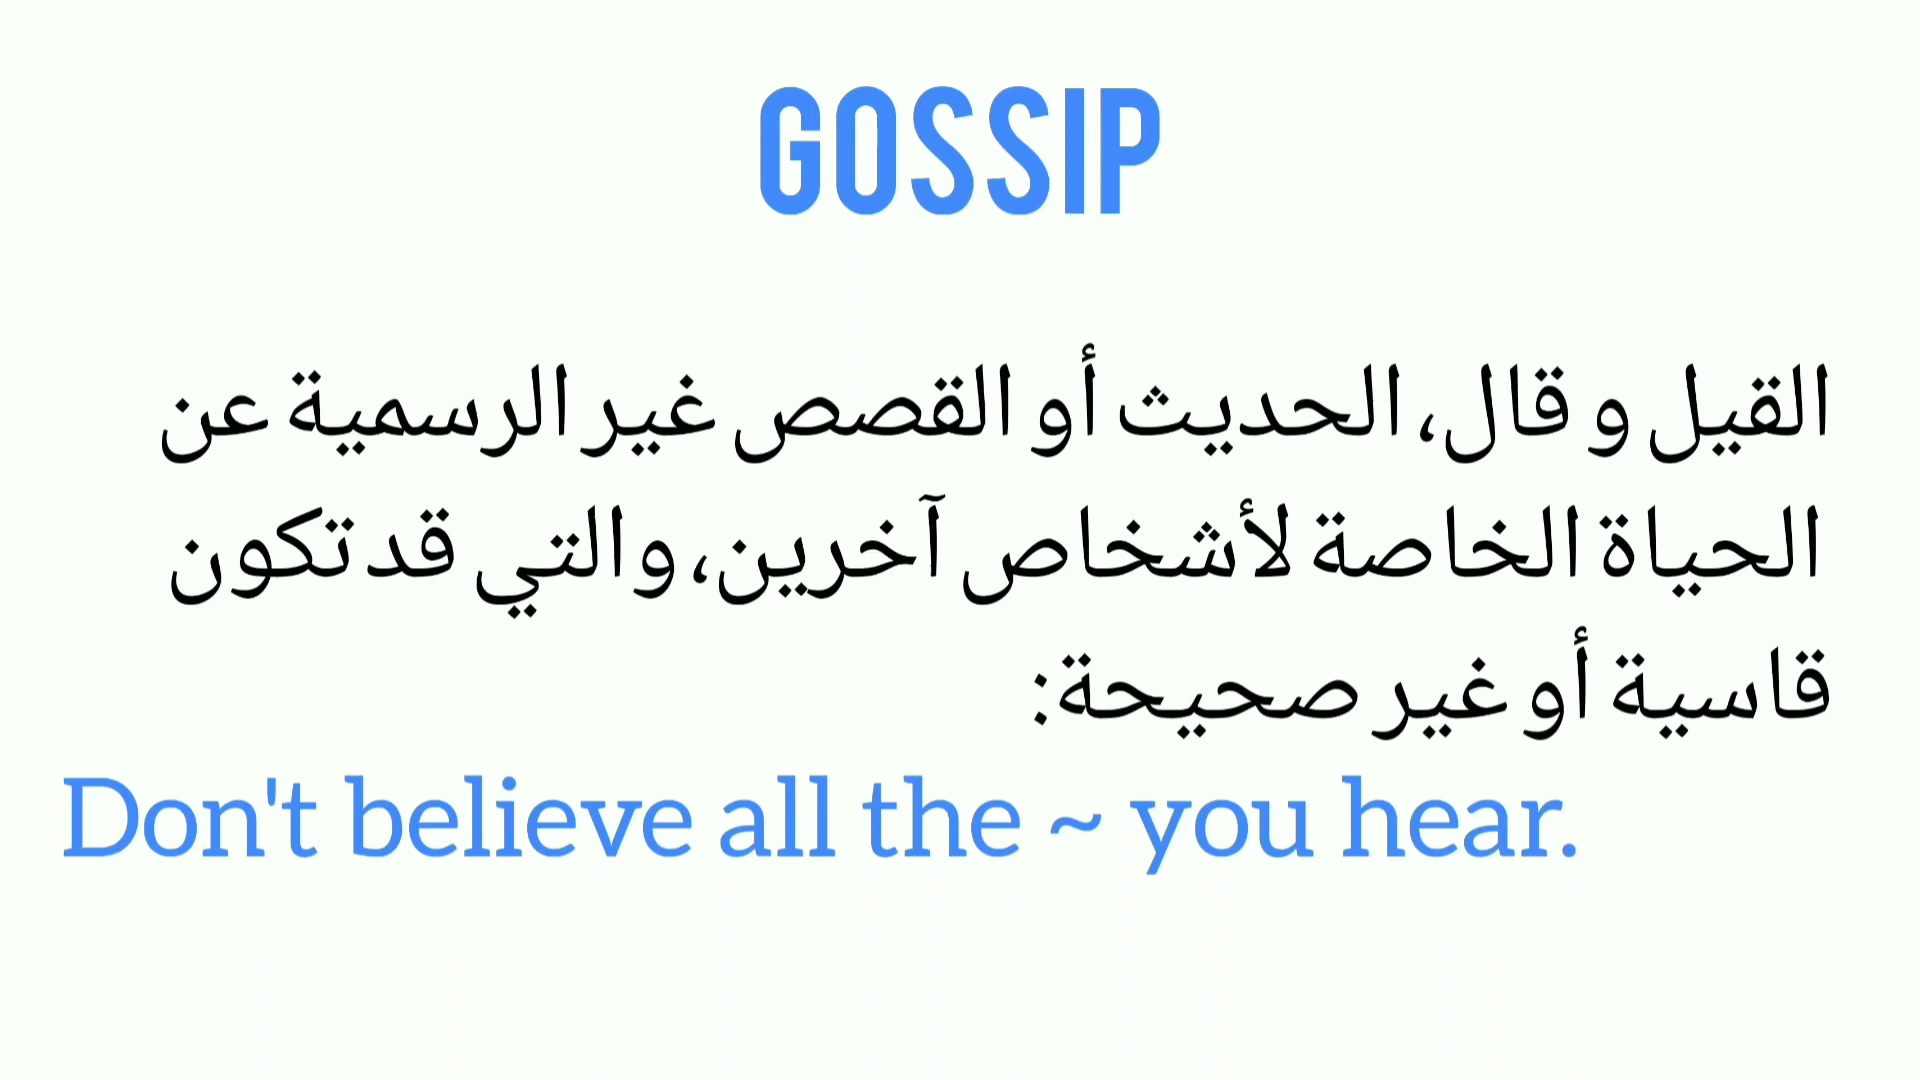 GOSSIP
القيل و قال، الحديث أو القصص غير الرسمية عن
الحياة الخاصة لأشخاص آخرين، والتي قد تكون
قاسية أو غير صحيحة:
Don't believe all the ~ you hear.